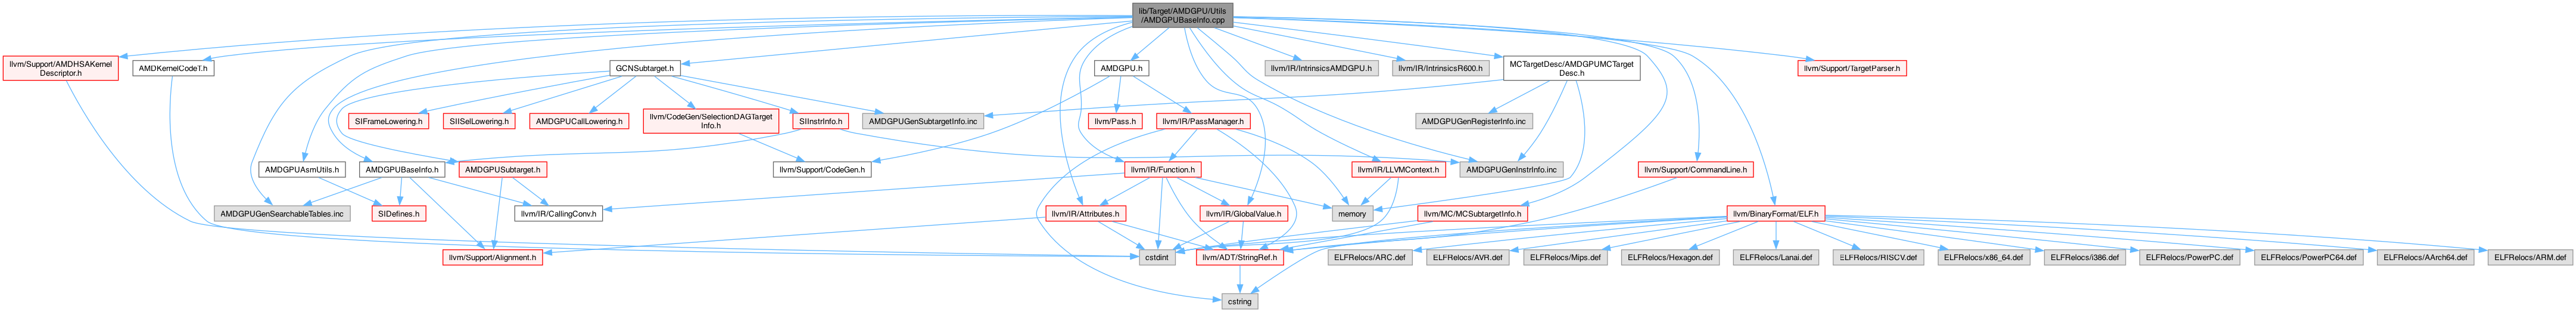 lib/Target/AMDGPU/Utils
/AMDGPUBaseInfo.cpp
llvm/Support/AMDHSAKernel
Descriptor.h
AMDKernelCodeT.h
GCNSubtarget.h
AMDGPU.h
llvm/IR/IntrinsicsAMDGPU.h
llvm/IR/IntrinsicsR600.h
MCTargetDesc/AMDGPUMCTarget
Desc.h
llvm/Support/TargetParser.h
SIFrameLowering.h
SIISelLowering.h
AMDGPUCallLowering.h
llvm/CodeGen/SelectionDAGTarget
Info.h
SIInstrInfo.h
AMDGPUGenSubtargetInfo.inc
llvm/Pass.h
llvm/IR/PassManager.h
AMDGPUGenRegisterInfo.inc
AMDGPUAsmUtils.h
AMDGPUBaseInfo.h
AMDGPUSubtarget.h
llvm/Support/CodeGen.h
llvm/IR/Function.h
llvm/IR/LLVMContext.h
AMDGPUGenInstrInfo.inc
llvm/Support/CommandLine.h
AMDGPUGenSearchableTables.inc
SIDefines.h
llvm/IR/CallingConv.h
llvm/IR/Attributes.h
llvm/IR/GlobalValue.h
memory
llvm/MC/MCSubtargetInfo.h
llvm/BinaryFormat/ELF.h
llvm/Support/Alignment.h
cstdint
llvm/ADT/StringRef.h
ELFRelocs/ARC.def
ELFRelocs/AVR.def
ELFRelocs/Mips.def
ELFRelocs/Hexagon.def
ELFRelocs/Lanai.def
ELFRelocs/RISCV.def
ELFRelocs/x86_64.def
ELFRelocs/i386.def
ELFRelocs/PowerPC.def
ELFRelocs/PowerPC64.def
ELFRelocs/AArch64.def
ELFRelocs/ARM.def
cstring